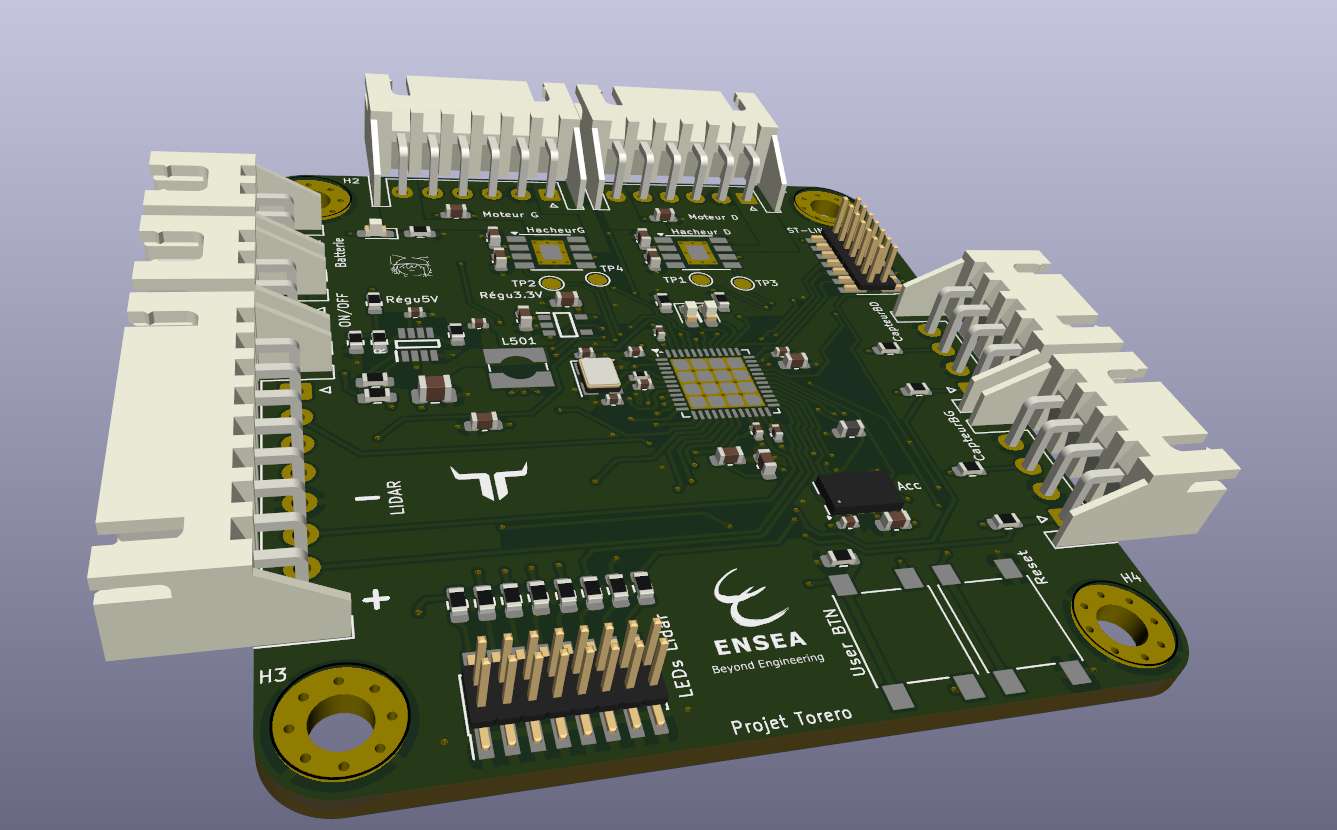 H2
Moteur G
Moteur D
HacheurG
Hacheur D
ST-LIN
Batterie
TP4
TP2
TP1
TP3
Régu5V
Régu3.3V
ON/OFF
L501
CapteurBD
CapteurBG
LIDAR
Acc
+
Reset
H4
LEDs Lidar
ENSEA
Beyond Engineering
User BTN
H3
Projet Torero